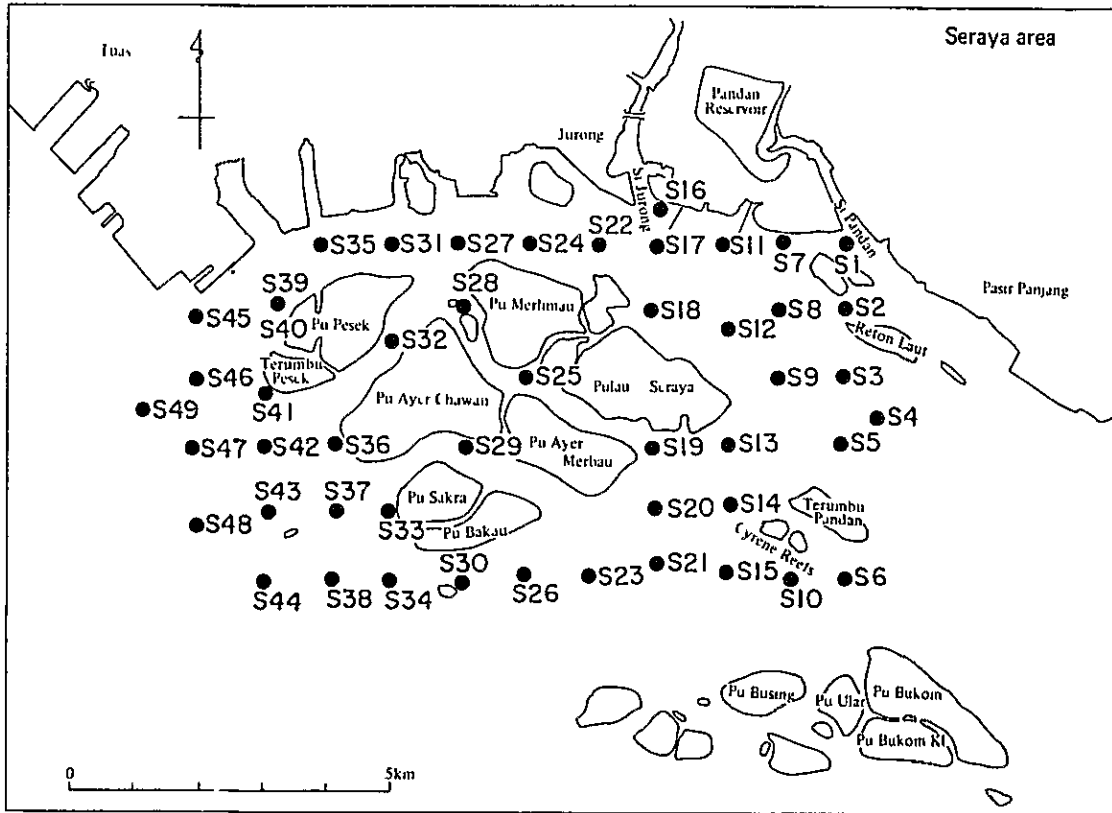 Seraya area
Tuas
4
Pandan
Reservoir
Jurong
S16
S. Jurong
S22
S. Pandan
S35
S31
S27
S24
S17
S11
S7
S1
Pasir Panjang
S39
S28
Pu Merlimau
S45
S40
Pu Pesek
S18
S8
S2
S12
Reton Laut
S32
Terumbu
Pesek
S46
S25
Pulau Seraya
S9
S3
S49
S41
Pu Ayer Chawan
S4
S47
S42
S36
S29
Pu Ayer
Merbau
S19
S13
S5
S43
S37
Pu Sakra
S48
S33
Pu Bakau
S20
S14
Terumbu
Pandan
Cyrene Reefs
S30
S21
S15
S6
S44
S38
S34
S26
S23
S10
Pu Busing
Pu Ular
Pu Bukom
Pu Bukom Kl
0
5km